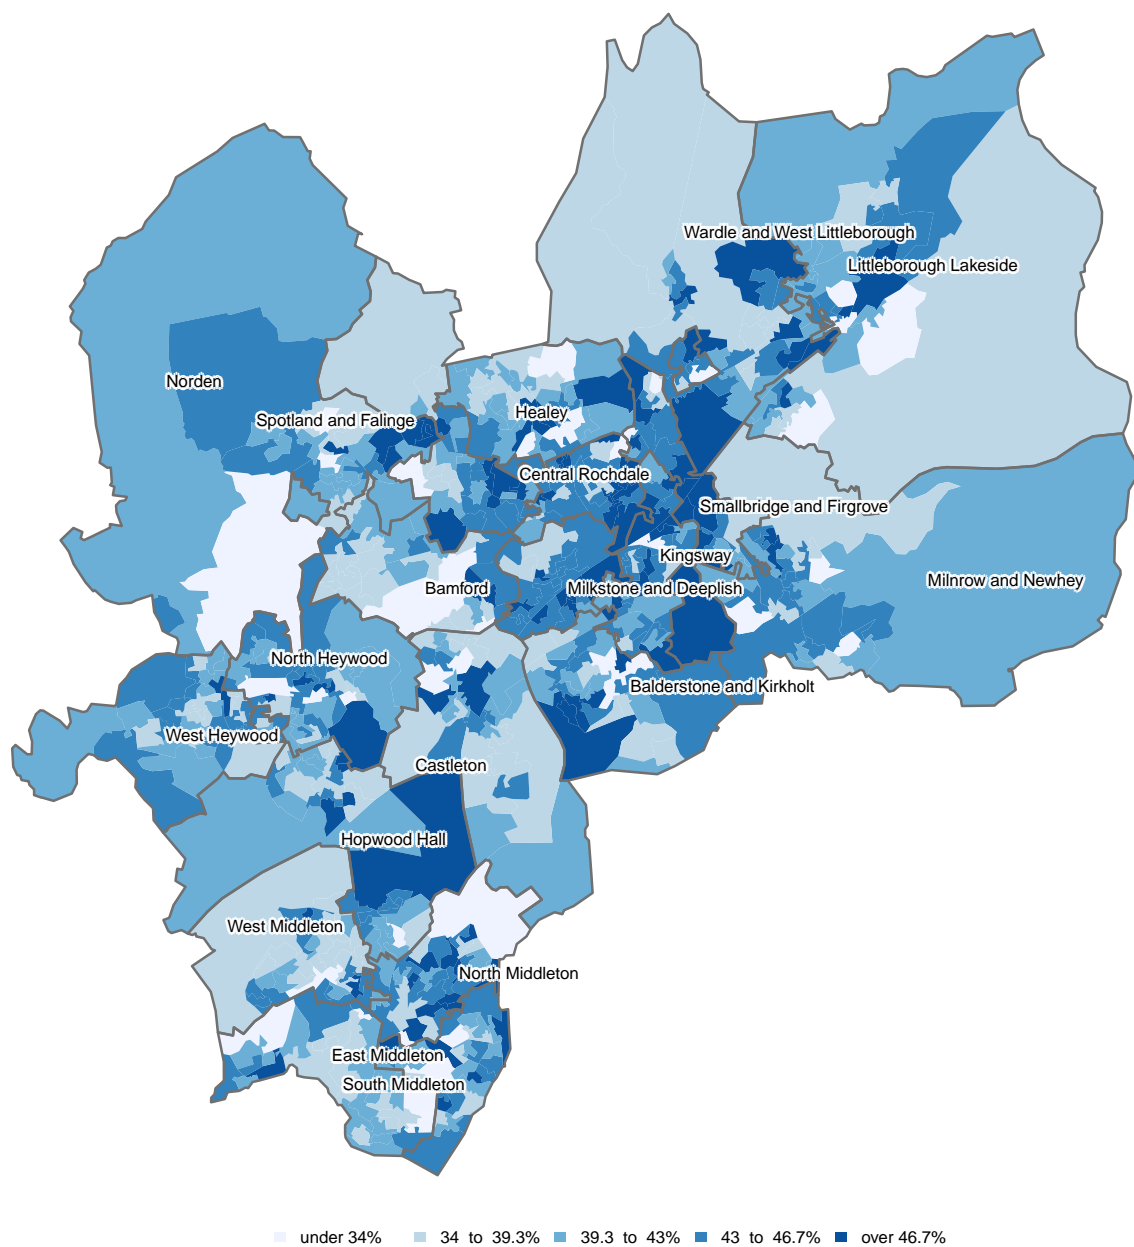 Wardle and West Littleborough
Littleborough Lakeside
Norden
Spotland and Falinge
Healey
Central Rochdale
Smallbridge and Firgrove
Kingsway
Milnrow and Newhey
Bamford
Milkstone and Deeplish
North Heywood
Balderstone and Kirkholt
West Heywood
Castleton
Hopwood Hall
West Middleton
North Middleton
East Middleton
South Middleton
under 34% 34 to 39.3% 39.3 to 43% 43 to 46.7% over 46.7%